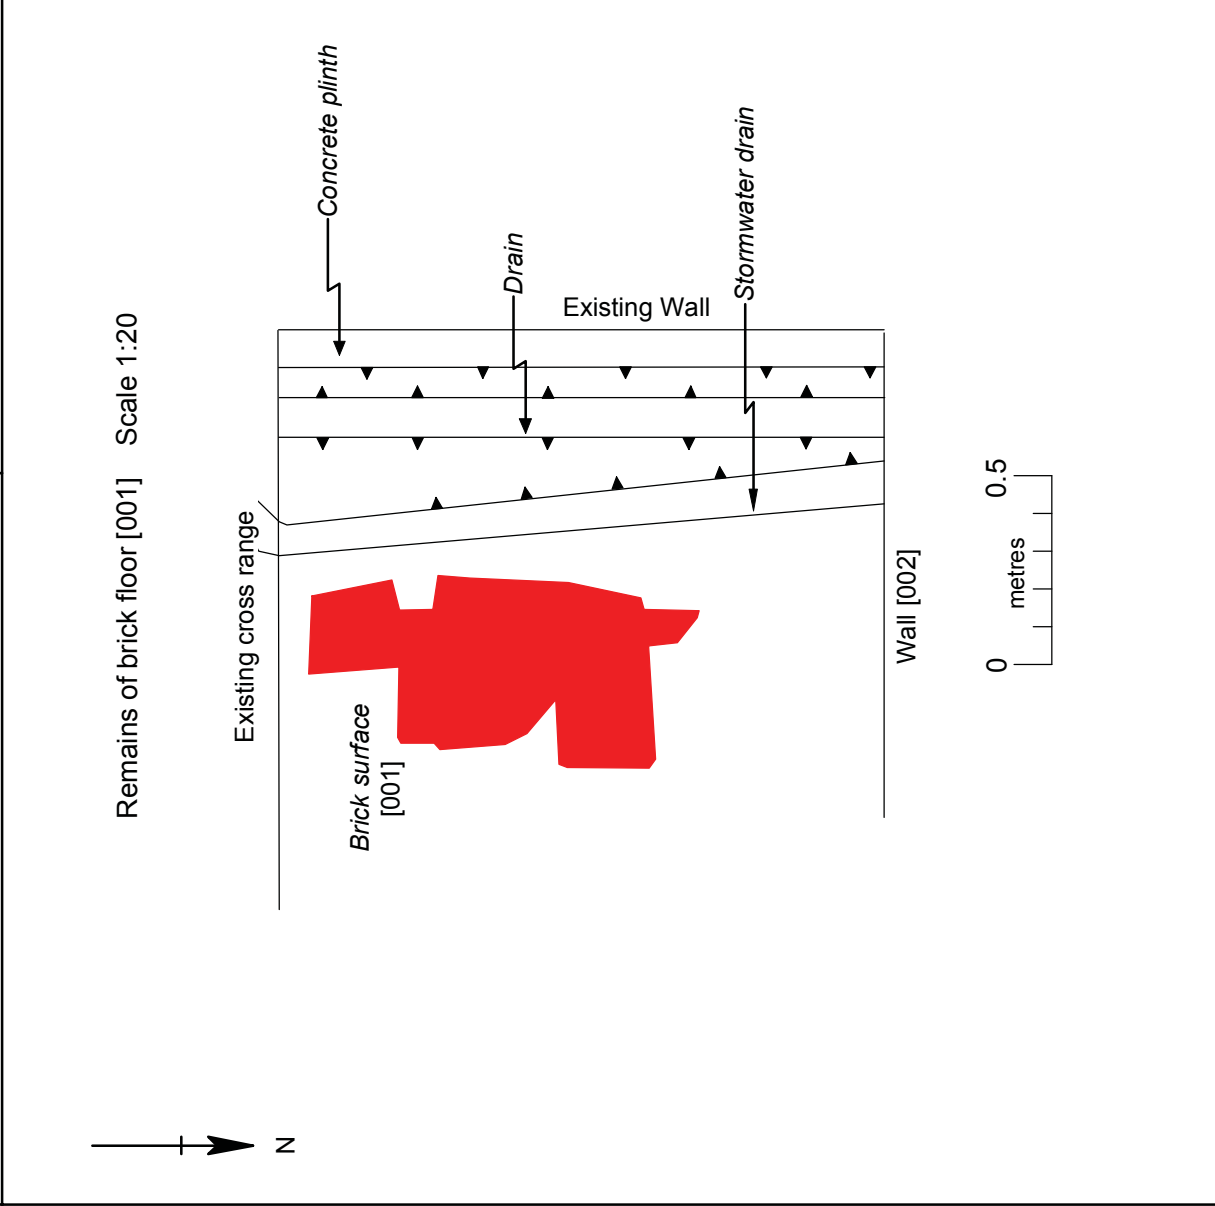 Remains of brick floor [001] Scale 1:20
Existing cross range
Concrete plinth
Drain
Existing Wall
Stormwater drain
Brick surface
[001]
Wall [002]
0 0.5
metres
N